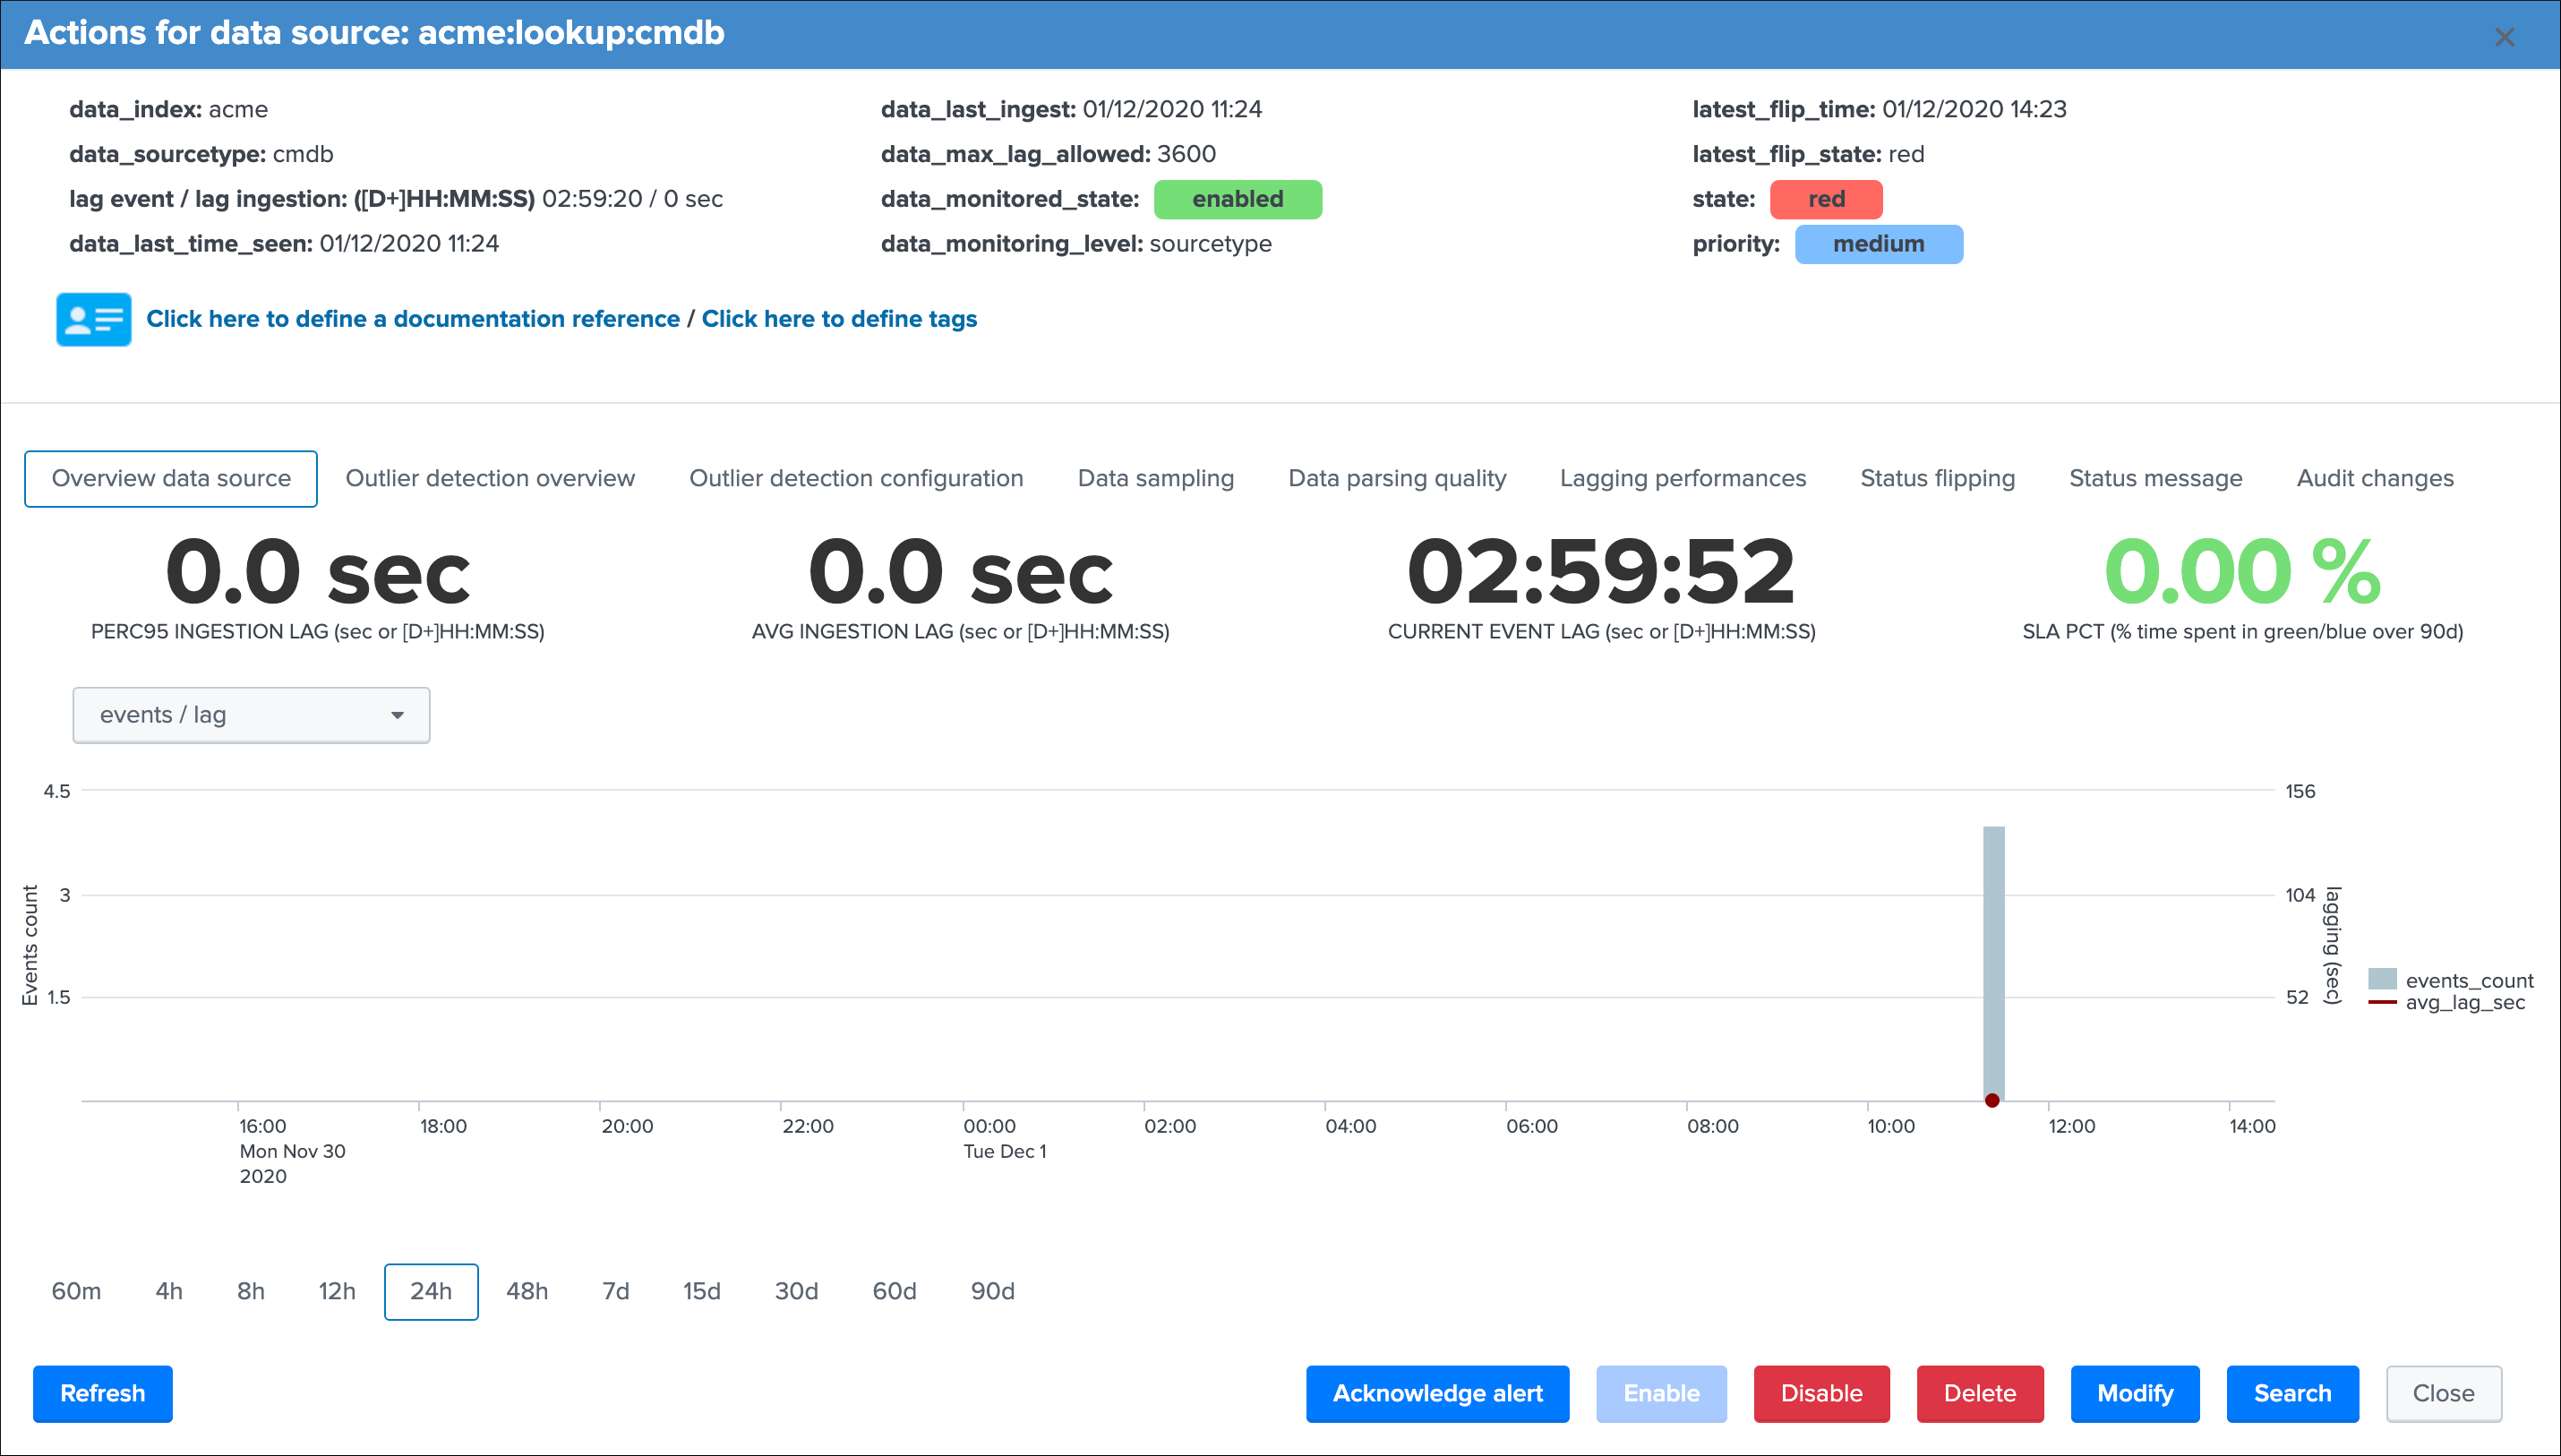 Actions for data source: acme:lookup:cmdb
data_index: acme
data_last_ingest: 01/12/2020 11:24
latest_flip_time: 01/12/2020 14:23
data_sourcetype: cmdb
data_max_lag_allowed: 3600
latest_flip_state: red
lag event / lag ingestion: ([D+]HH:MM:SS) 02:59:20 / 0 sec
data_monitored_state: enabled
state: red
data_last_time_seen: 01/12/2020 11:24
data_monitoring_level: sourcetype
priority: medium
Click here to define a documentation reference / Click here to define tags
Overview data source
Outlier detection overview
Outlier detection configuration
Data sampling
Data parsing quality
Lagging performances
Status flipping
Status message
Audit changes
0.0 sec
PERC95 INGESTION LAG (sec or [D+]HH:MM:SS)
0.0 sec
AVG INGESTION LAG (sec or [D+]HH:MM:SS)
02:59:52
CURRENT EVENT LAG (sec or [D+]HH:MM:SS)
0.00 %
SLA PCT (% time spent in green/blue over 90d)
events / lag
4.5
3
1.5
Events count
156
104
52
lagging (sec)
events_count
avg_lag_sec
16:00
Mon Nov 30
2020
18:00
20:00
22:00
00:00
Tue Dec 1
02:00
04:00
06:00
08:00
10:00
12:00
14:00
60m
4h
8h
12h
24h
48h
7d
15d
30d
60d
90d
Refresh
Acknowledge alert
Enable
Disable
Delete
Modify
Search
Close